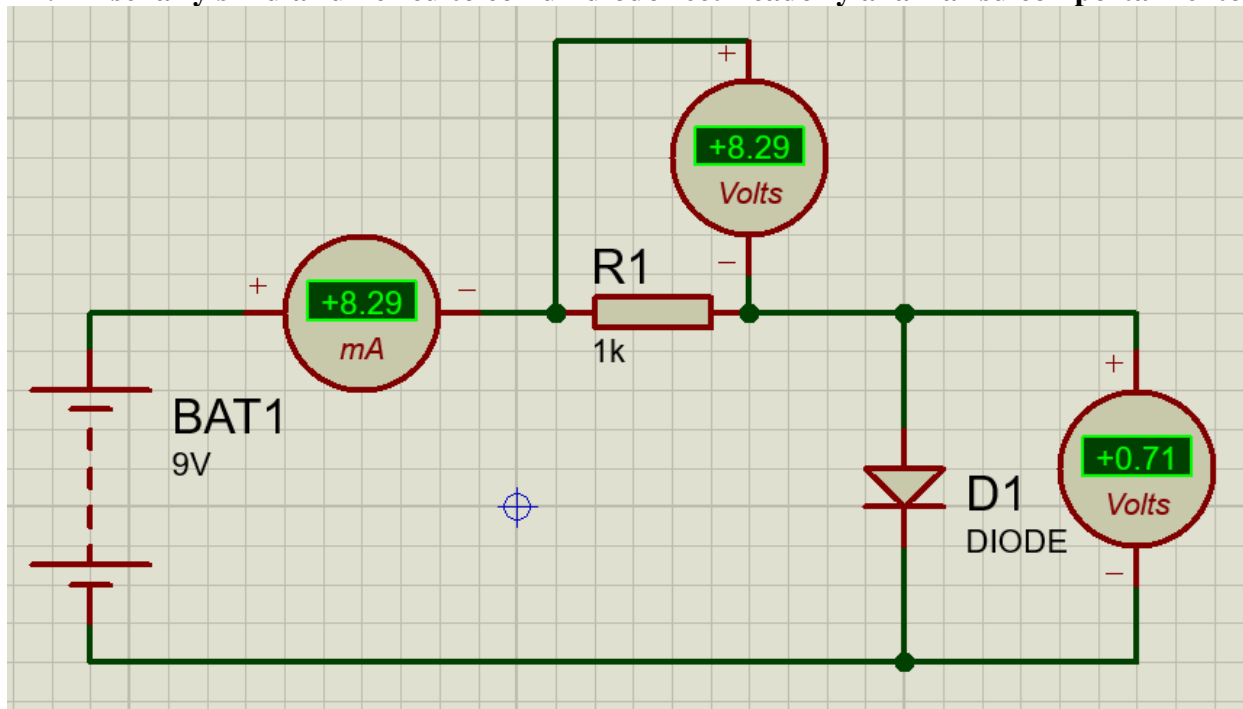 +
+8.29
Volts
−
R1
1k
+
+8.29
mA
−
BAT1
9V
+
+0.71
Volts
−
D1
DIODE